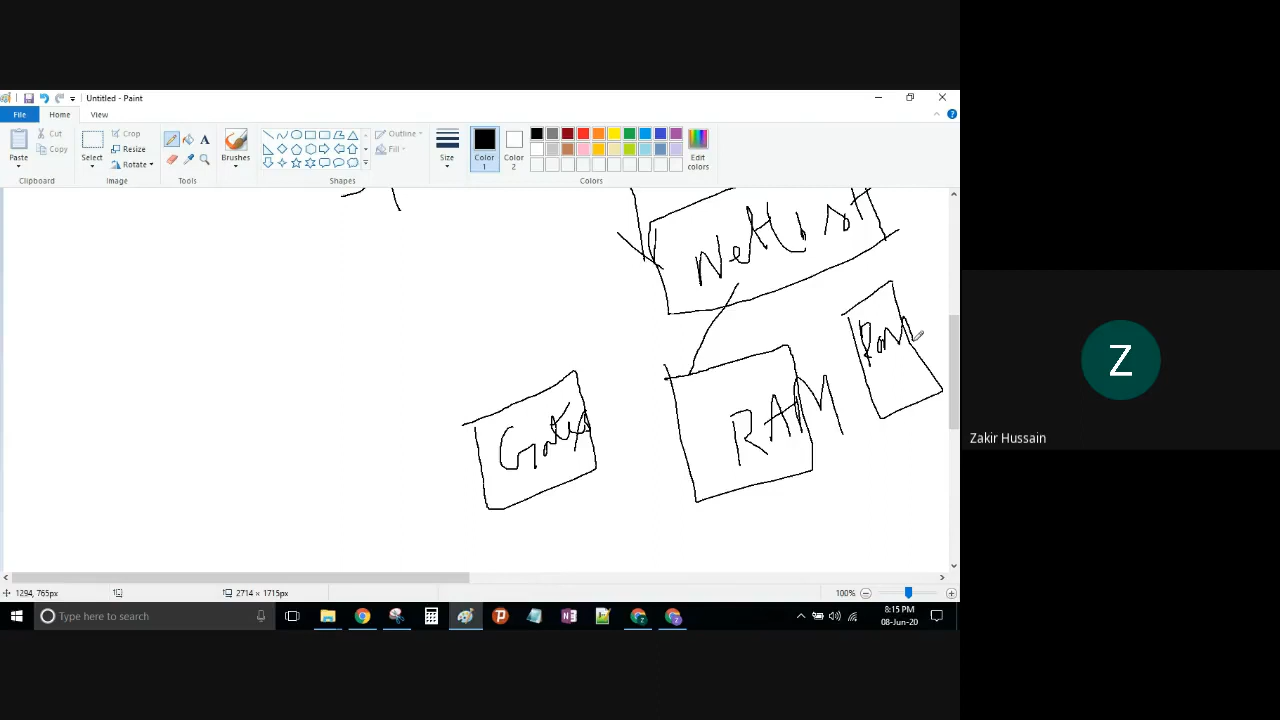 Untitled - Paint
File
Home
View
Paste
Cut
Copy
Clipboard
Select
Crop
Resize
Rotate
Image
Tools
Brushes
Shapes
Outline
Fill
Size
Color 1
Color 2
Edit colors
Colors
Netlist
RAM
Gates
1294, 765px
2714 × 1715px
100%
Type here to search
8:15 PM
08-Jun-20
Z
Zakir Hussain